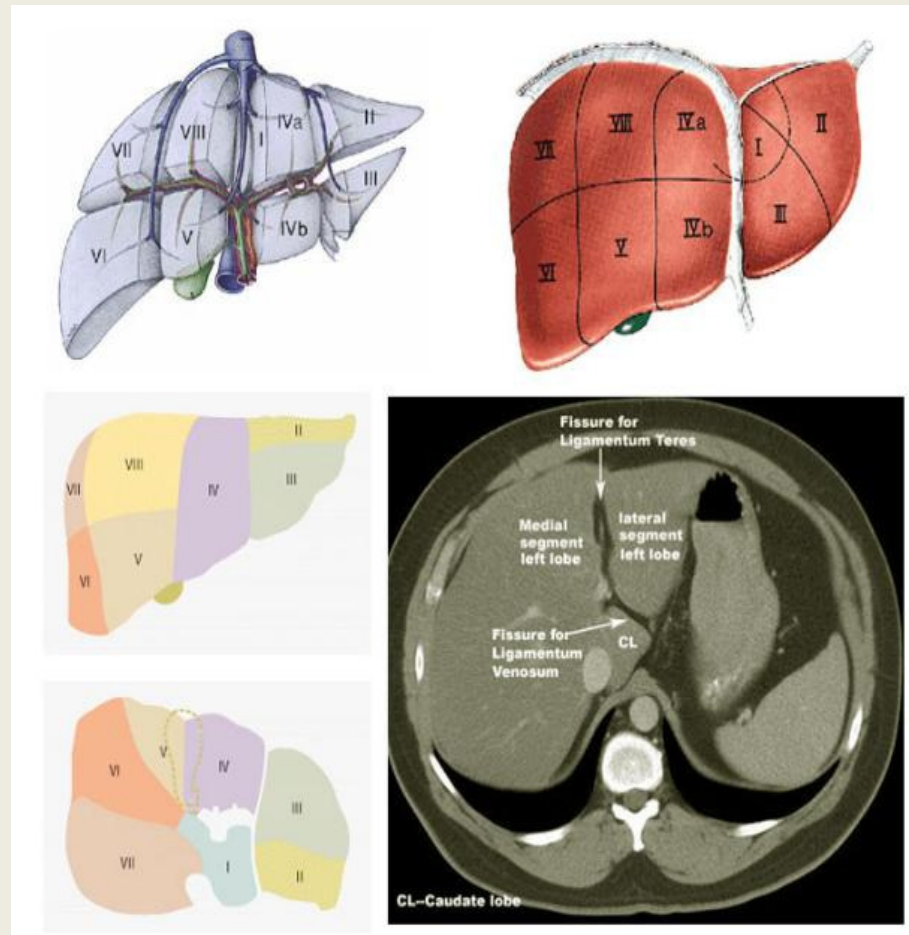 VII
VIII
I
IVa
II
III
VI
V
IVb
VII
VIII
IVa
I
II
VI
V
IVb
III
VII
VIII
IV
II
III
VI
V
Fissure for
Ligamentum Teres
Medial
segment
left lobe
lateral
segment
left lobe
Fissure for
Ligamentum
Venosum
CL
CL--Caudate lobe
VI
V
IV
III
VII
I
II